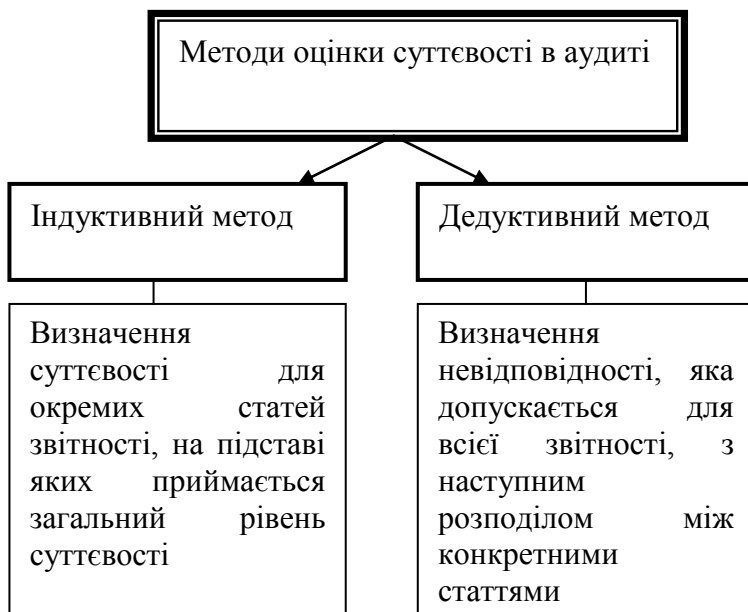 Методи оцінки суттєвості в аудиті
Індуктивний метод
Дедуктивний метод
Визначення
суттєвості для
окремих статей
звітності, на підставі
яких приймається
загальний рівень
суттєвості
Визначення
невідповідності, яка
допускається для
всієї звітності, з
наступним
розподілом між
конкретними
статтями